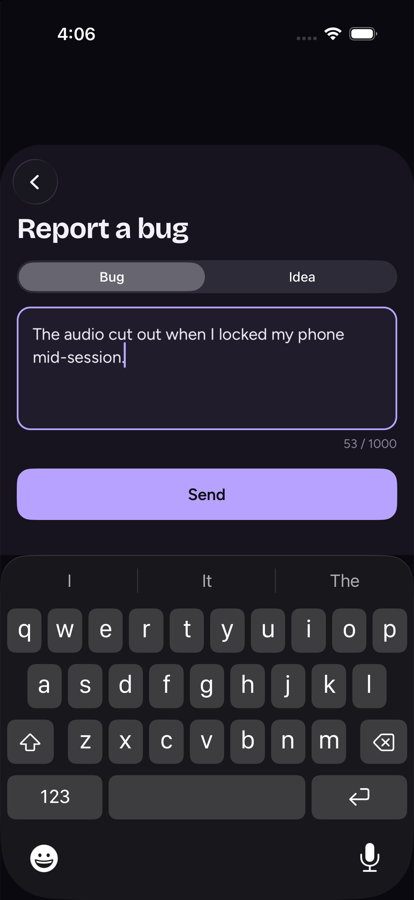 4:06
Report a bug
Bug Idea
The audio cut out when I locked my phone
mid-session.
53 / 1000
Send
I It The
q w e r t y u i o p
a s d f g h j k l
z x c v b n m
123